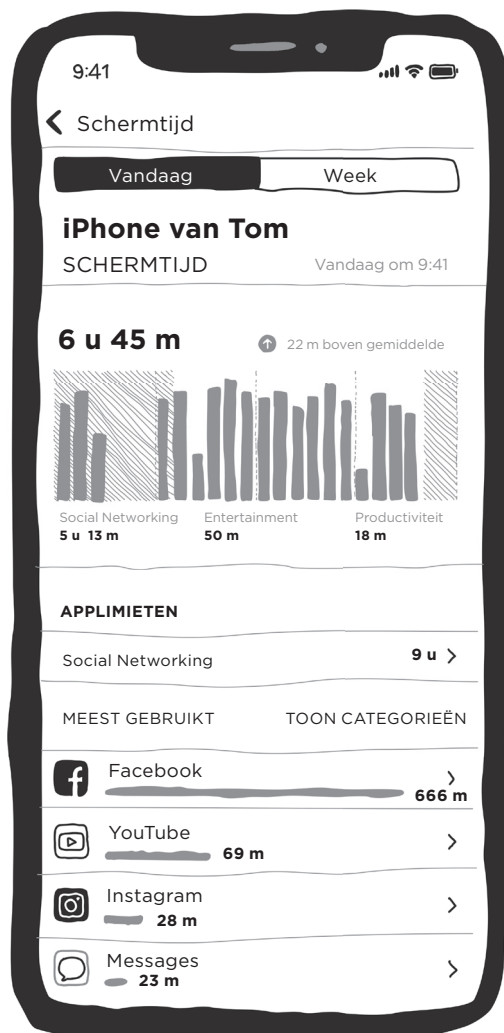 9:41
Schermtijd
Vandaag Week
iPhone van Tom
SCHERMTIJD Vandaag om 9:41
6 u 45 m 22 m boven gemiddelde
Social Networking Entertainment Productiviteit
5 u 13 m 50 m 18 m
APPLIMIETEN
Social Networking 9 u
MEEST GEBRUIKT TOON CATEGORIEËN
Facebook
666 m
YouTube
69 m
Instagram
28 m
Messages
23 m